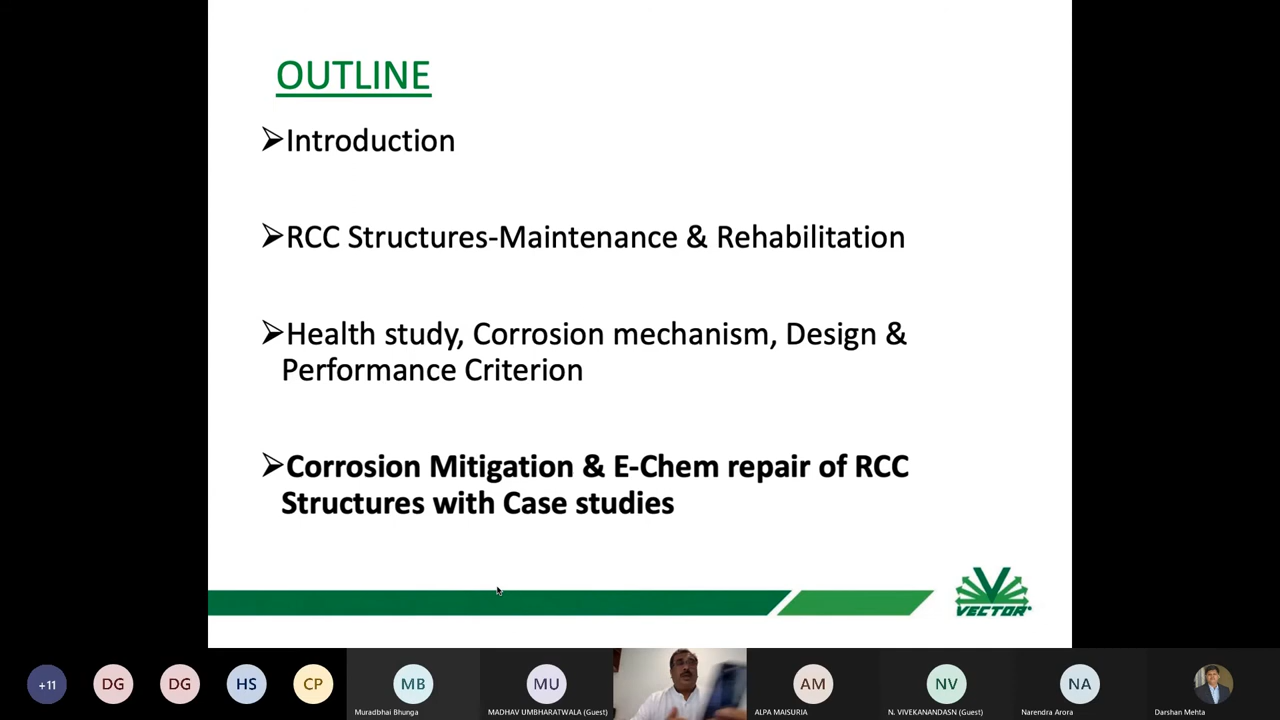 OUTLINE
➢Introduction
➢RCC Structures-Maintenance & Rehabilitation
➢Health study, Corrosion mechanism, Design &
Performance Criterion
➢Corrosion Mitigation & E-Chem repair of RCC
Structures with Case studies
V
VECTOR®
+11
DG
DG
HS
CP
MB
MU
AM
NV
NA
Muradbhai Bhunga
MADHAV UMBHARATWALA (Guest)
ALPA MAISURIA
N. VIVEKANANDASN (Guest)
Narendra Arora
Darshan Mehta